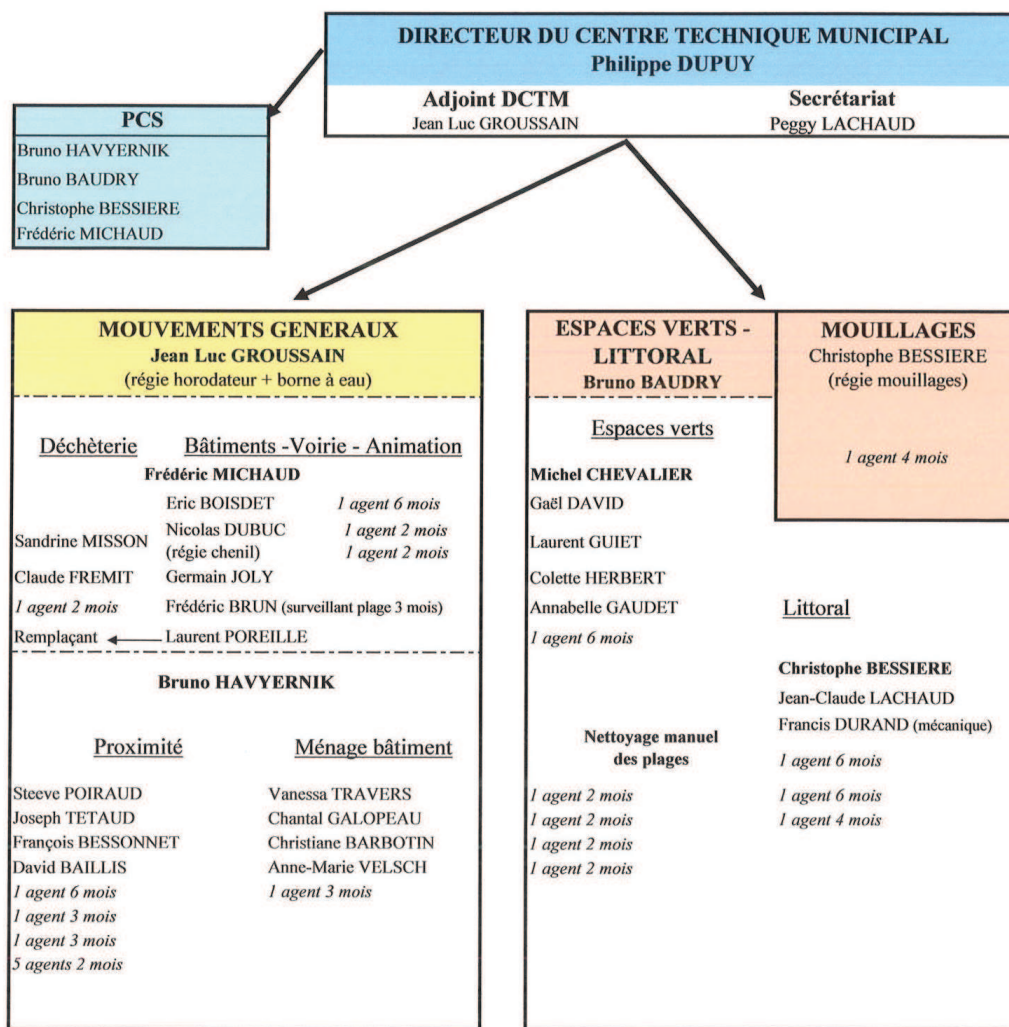 DIRECTEUR DU CENTRE TECHNIQUE MUNICIPAL
Philippe DUPUY
Adjoint DCTM
Jean Luc GROUSSAIN
Secrétariat
Peggy LACHAUD
PCS
Bruno HAVYERNIK
Bruno BAUDRY
Christophe BESSIERE
Frédéric MICHAUD
MOUVEMENTS GENERAUX
Jean Luc GROUSSAIN
(régie horodateur + borne à eau)
Déchèterie
Bâtiments -Voirie - Animation
Frédéric MICHAUD
Eric BOISDET 1 agent 6 mois
Sandrine MISSON
Nicolas DUBUC 1 agent 2 mois
(régie chenil) 1 agent 2 mois
Claude FREMIT Germain JOLY
1 agent 2 mois Frédéric BRUN (surveillant plage 3 mois)
Remplaçant Laurent POREILLE
Bruno HAVYERNIK
Proximité
Steeve POIRAUD
Joseph TETAUD
François BESSONNET
David BAILLIS
1 agent 6 mois
1 agent 3 mois
1 agent 3 mois
5 agents 2 mois
Ménage bâtiment
Vanessa TRAVERS
Chantal GALOPEAU
Christiane BARBOTIN
Anne-Marie VELSCH
1 agent 3 mois
ESPACES VERTS -
LITTORAL
Bruno BAUDRY
MOUILLAGES
Christophe BESSIERE
(régie mouillages)
1 agent 4 mois
Espaces verts
Michel CHEVALIER
Gaël DAVID
Laurent GUIET
Colette HERBERT
Annabelle GAUDET
1 agent 6 mois
Nettoyage manuel
des plages
1 agent 2 mois
1 agent 2 mois
1 agent 2 mois
1 agent 2 mois
Littoral
Christophe BESSIERE
Jean-Claude LACHAUD
Francis DURAND (mécanique)
1 agent 6 mois
1 agent 6 mois
1 agent 4 mois